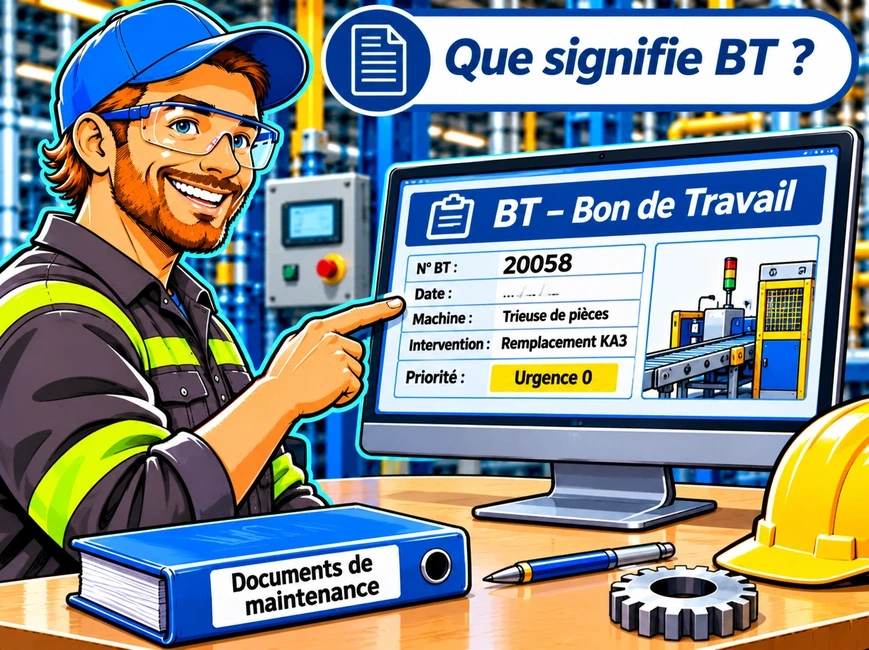 Que signifie BT ?
BT – Bon de Travail
N° BT : 20058
Date : ... / ... / ...
Machine : Trieuse de pièces
Intervention : Remplacement KA3
Priorité : Urgence 0
Documents de
maintenance